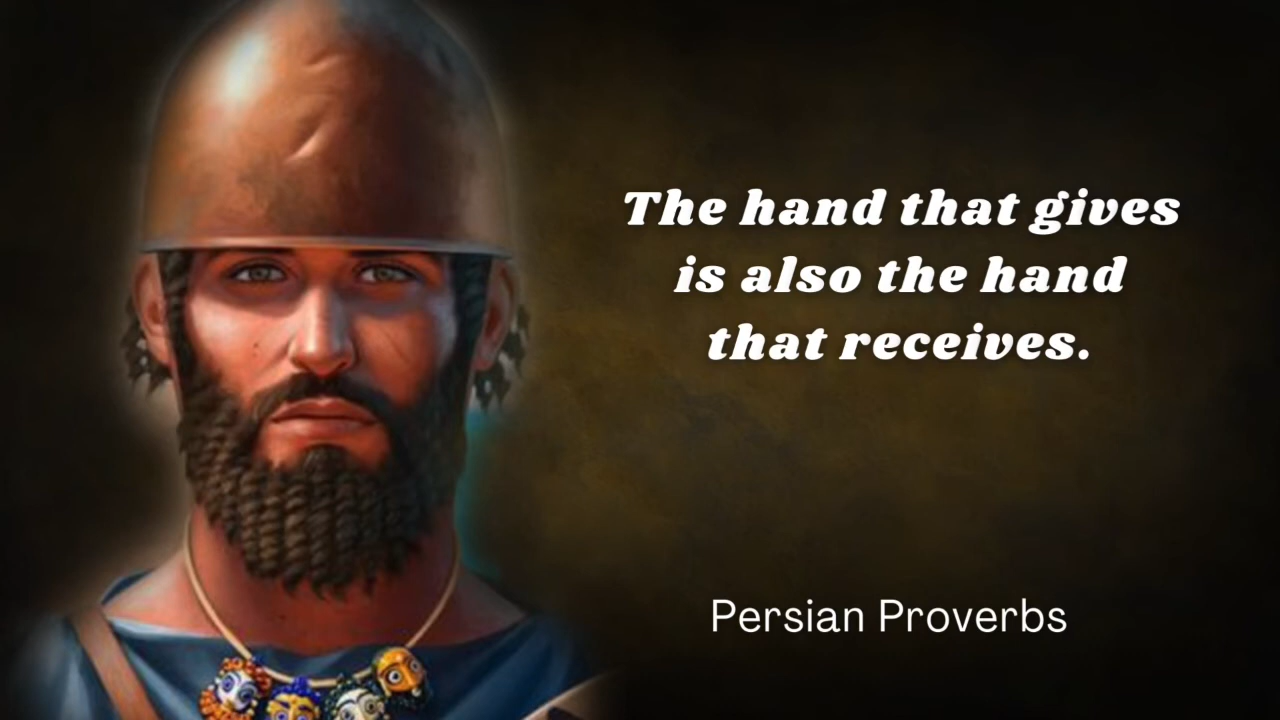 The hand that gives
is also the hand
that receives.
Persian Proverbs